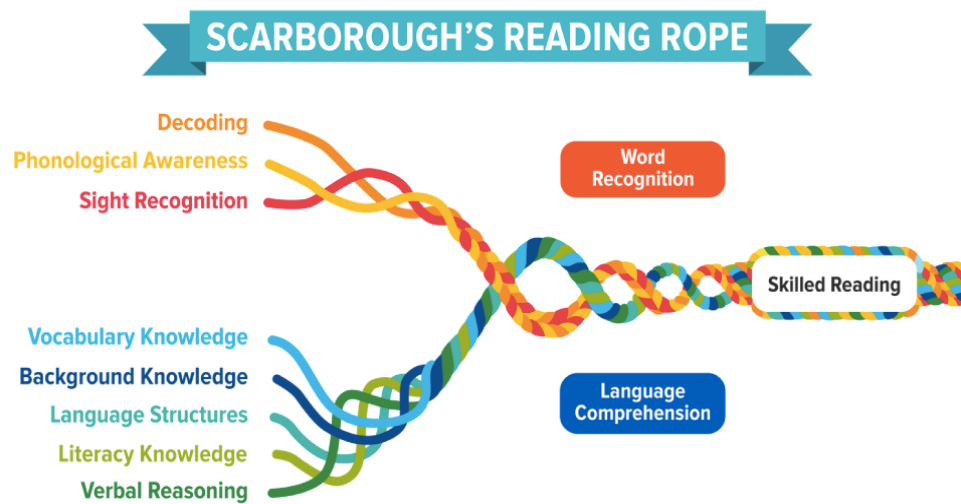 SCARBOROUGH'S READING ROPE
Decoding
Phonological Awareness
Sight Recognition
Word
Recognition
Skilled Reading
Vocabulary Knowledge
Background Knowledge
Language Structures
Literacy Knowledge
Verbal Reasoning
Language
Comprehension